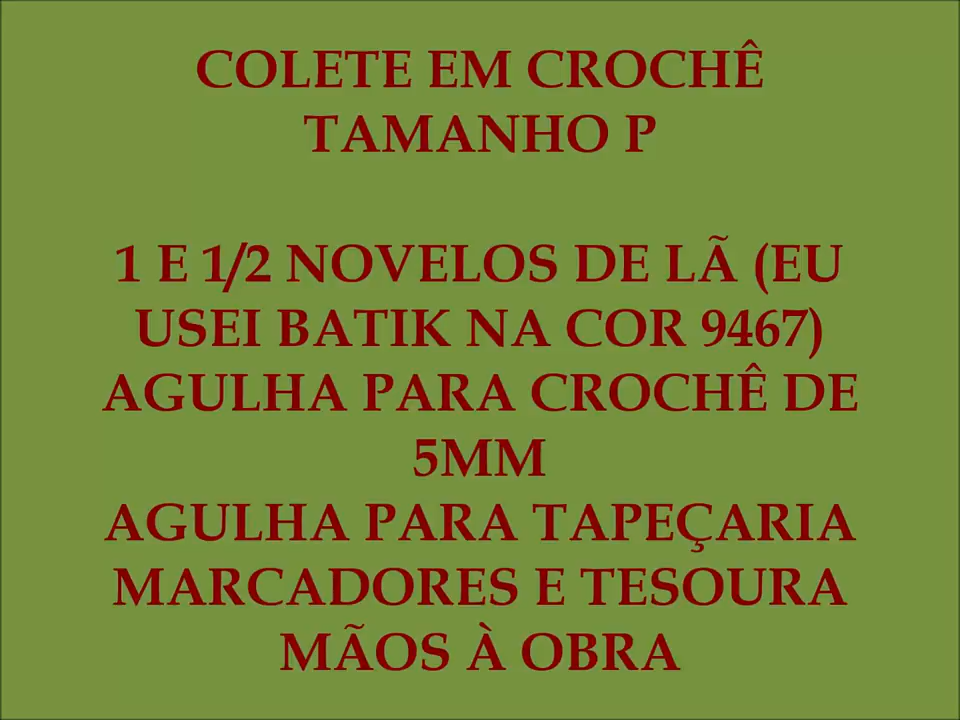 COLETE EM CROCHÊ
TAMANHO P
1 E 1/2 NOVELOS DE LÃ (EU
USEI BATIK NA COR 9467)
AGULHA PARA CROCHÊ DE
5MM
AGULHA PARA TAPEÇARIA
MARCADORES E TESOURA
MÃOS À OBRA